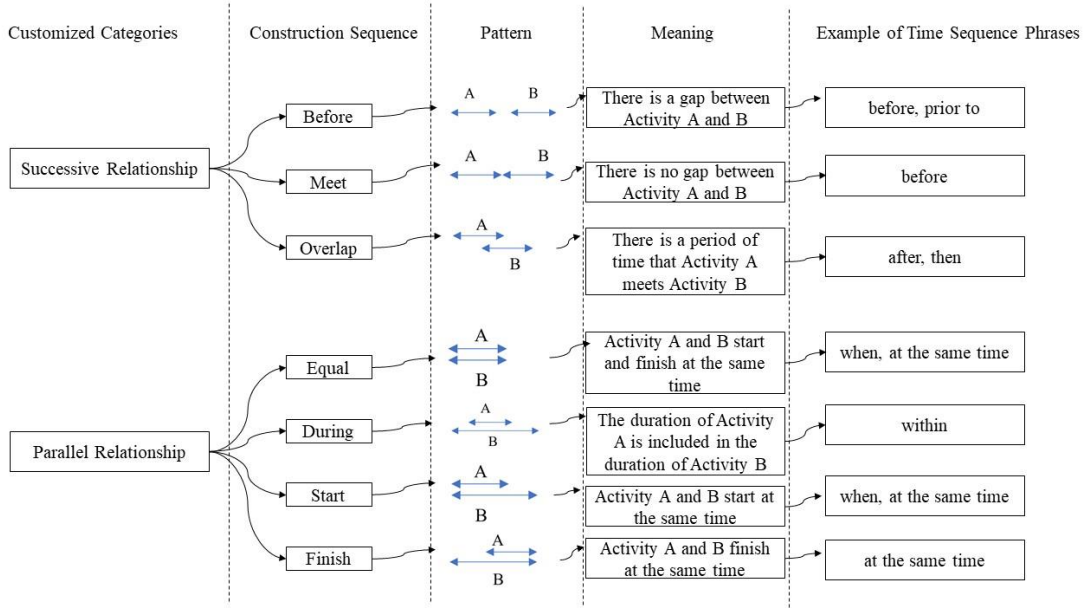 Customized Categories
Construction Sequence
Pattern
Meaning
Example of Time Sequence Phrases
Successive Relationship
Before
A
B
There is a gap between
Activity A and B
before, prior to
Meet
A
B
There is no gap between
Activity A and B
before
Overlap
A
B
There is a period of
time that Activity A
meets Activity B
after, then
Parallel Relationship
Equal
A
B
Activity A and B start
and finish at the same
time
when, at the same time
During
A
B
The duration of Activity
A is included in the
duration of Activity B
within
Start
A
B
Activity A and B start at
the same time
when, at the same time
Finish
A
B
Activity A and B finish
at the same time
at the same time